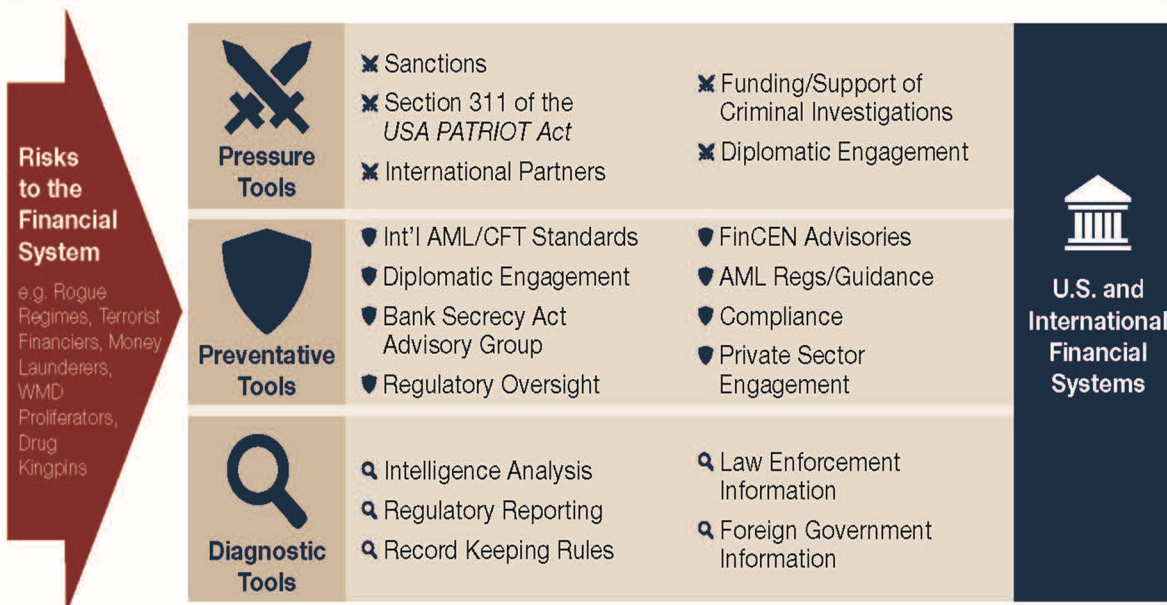 Risks
to the
Financial
System
e.g. Rogue
Regimes, Terrorist
Financiers, Money
Launderers,
WMD
Proliferators,
Drug
Kingpins
Pressure
Tools
Sanctions
Section 311 of the
USA PATRIOT Act
International Partners
Funding/Support of
Criminal Investigations
Diplomatic Engagement
Preventative
Tools
Int'l AML/CFT Standards
Diplomatic Engagement
Bank Secrecy Act
Advisory Group
Regulatory Oversight
FinCEN Advisories
AML Regs/Guidance
Compliance
Private Sector
Engagement
Diagnostic
Tools
Intelligence Analysis
Regulatory Reporting
Record Keeping Rules
Law Enforcement
Information
Foreign Government
Information
U.S. and
International
Financial
Systems